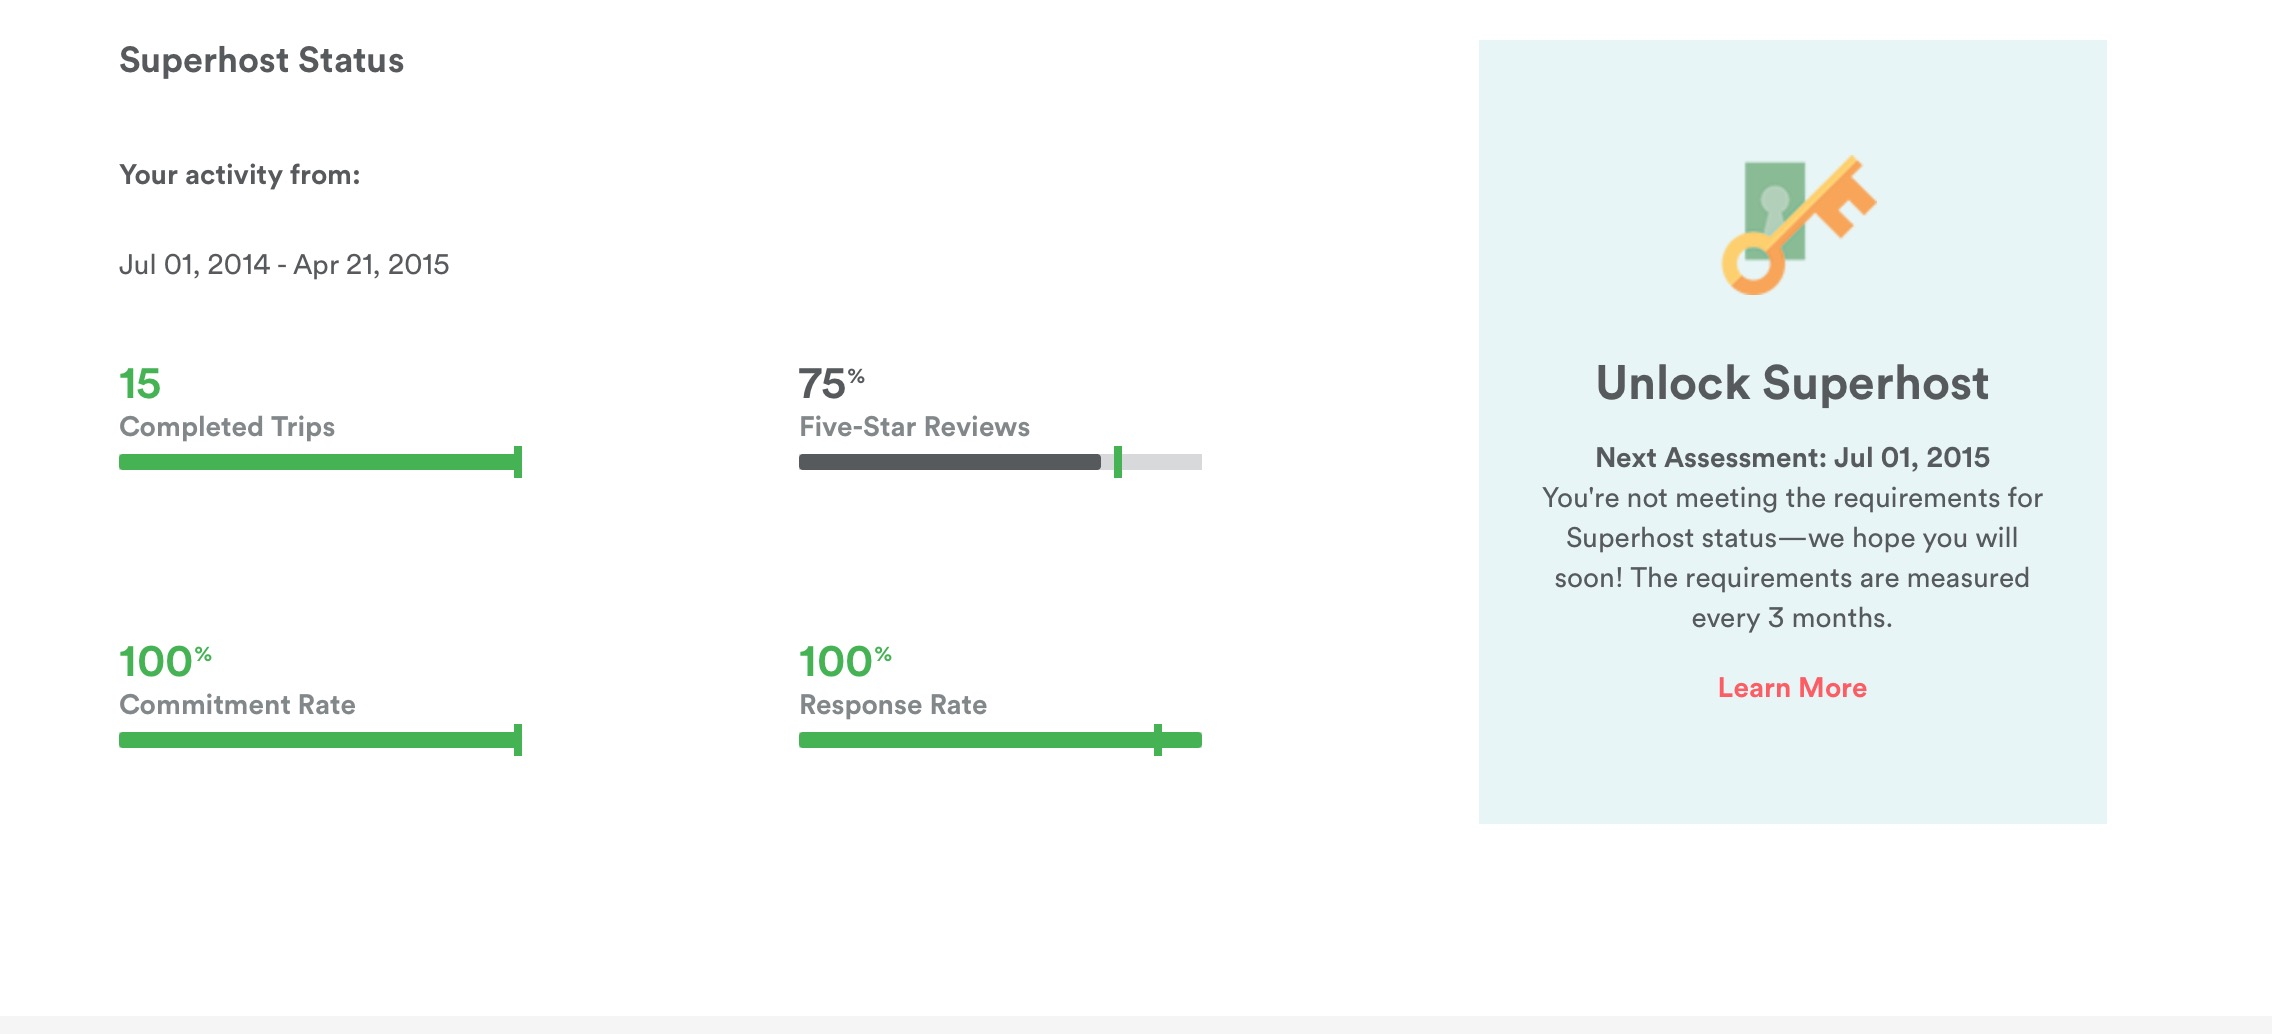 Superhost Status
Your activity from:
Jul 01, 2014 - Apr 21, 2015
15
Completed Trips
75%
Five-Star Reviews
100%
Commitment Rate
100%
Response Rate
Unlock Superhost
Next Assessment: Jul 01, 2015
You're not meeting the requirements for
Superhost status—we hope you will
soon! The requirements are measured
every 3 months.
Learn More